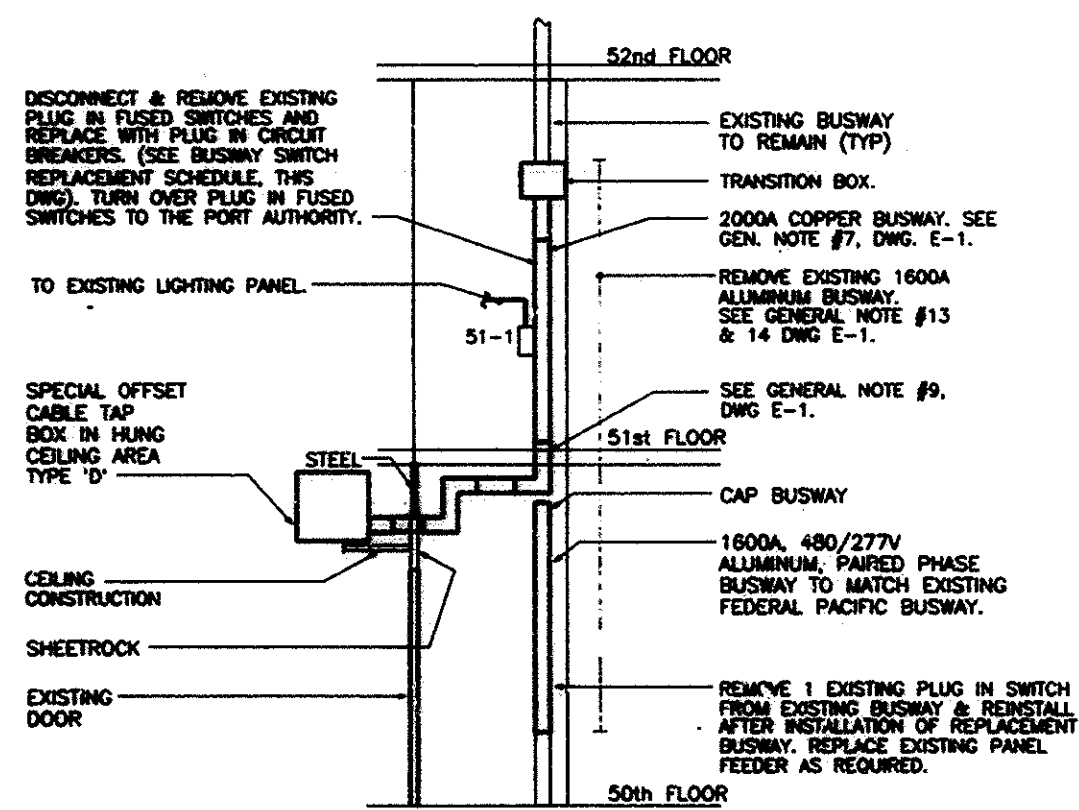 52nd FLOOR
DISCONNECT & REMOVE EXISTING
PLUG IN FUSED SWITCHES AND
REPLACE WITH PLUG IN CIRCUIT
BREAKERS. (SEE BUSWAY SWITCH
REPLACEMENT SCHEDULE, THIS
DWG). TURN OVER PLUG IN FUSED
SWITCHES TO THE PORT AUTHORITY.
TO EXISTING LIGHTING PANEL.
51-1
SPECIAL OFFSET
CABLE TAP
BOX IN HUNG
CEILING AREA
TYPE 'D'
STEEL
CEILING
CONSTRUCTION
SHEETROCK
EXISTING
DOOR
EXISTING BUSWAY
TO REMAIN (TYP)
TRANSITION BOX.
2000A COPPER BUSWAY. SEE
GEN. NOTE #7, DWG. E-1.
REMOVE EXISTING 1600A
ALUMINUM BUSWAY.
SEE GENERAL NOTE #13
& 14 DWG E-1.
SEE GENERAL NOTE #9,
DWG E-1.
51st FLOOR
CAP BUSWAY
1600A, 480/277V
ALUMINUM, PAIRED PHASE
BUSWAY TO MATCH EXISTING
FEDERAL PACIFIC BUSWAY.
REMOVE 1 EXISTING PLUG IN SWITCH
FROM EXISTING BUSWAY & REINSTALL
AFTER INSTALLATION OF REPLACEMENT
BUSWAY. REPLACE EXISTING PANEL
FEEDER AS REQUIRED.
50th FLOOR